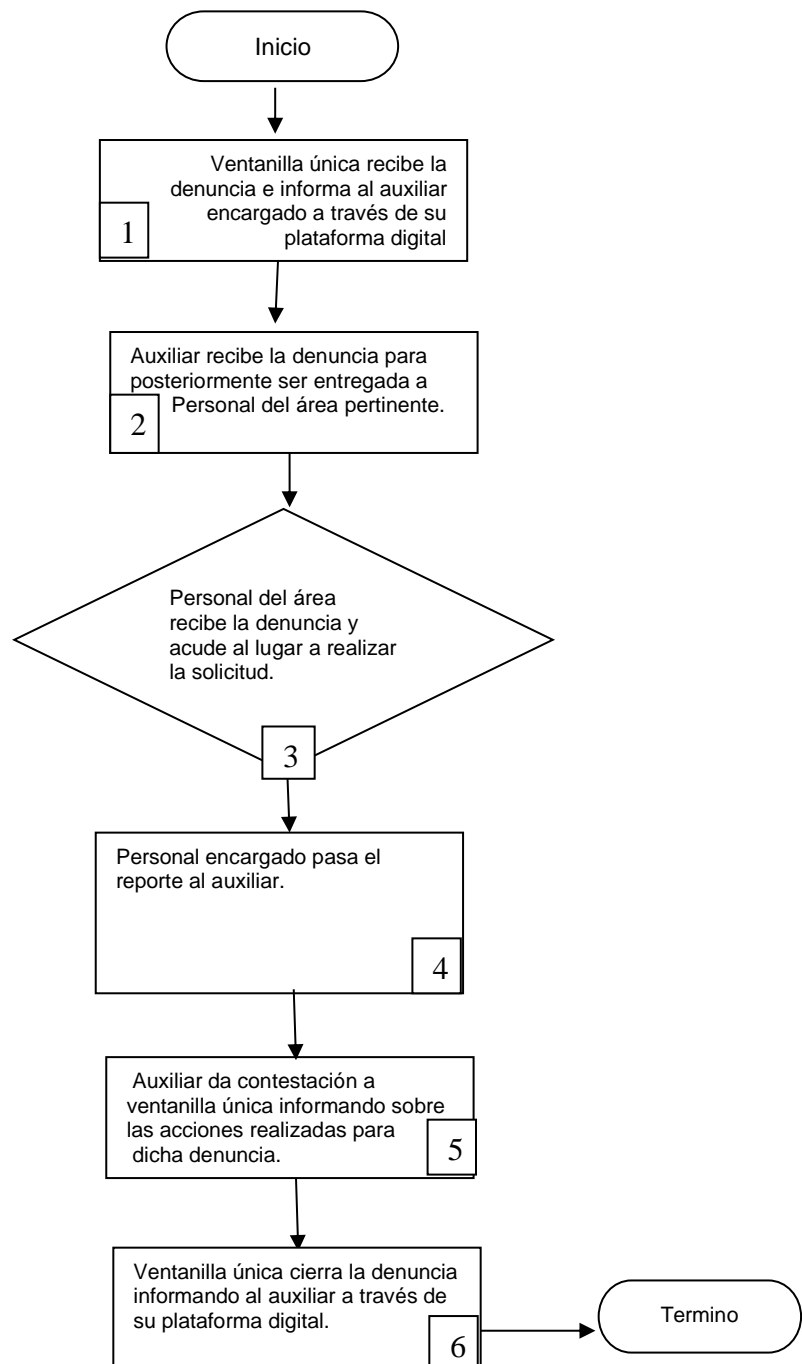 Inicio
Ventanilla única recibe la
denuncia e informa al auxiliar
encargado a través de su
plataforma digital
1
Auxiliar recibe la denuncia para
posteriormente ser entregada a
Personal del área pertinente.
2
Personal del área
recibe la denuncia y
acude al lugar a realizar
la solicitud.
3
Personal encargado pasa el
reporte al auxiliar.
4
Auxiliar da contestación a
ventanilla única informando sobre
las acciones realizadas para
dicha denuncia.
5
Ventanilla única cierra la denuncia
informando al auxiliar a través de
su plataforma digital.
6
Termino